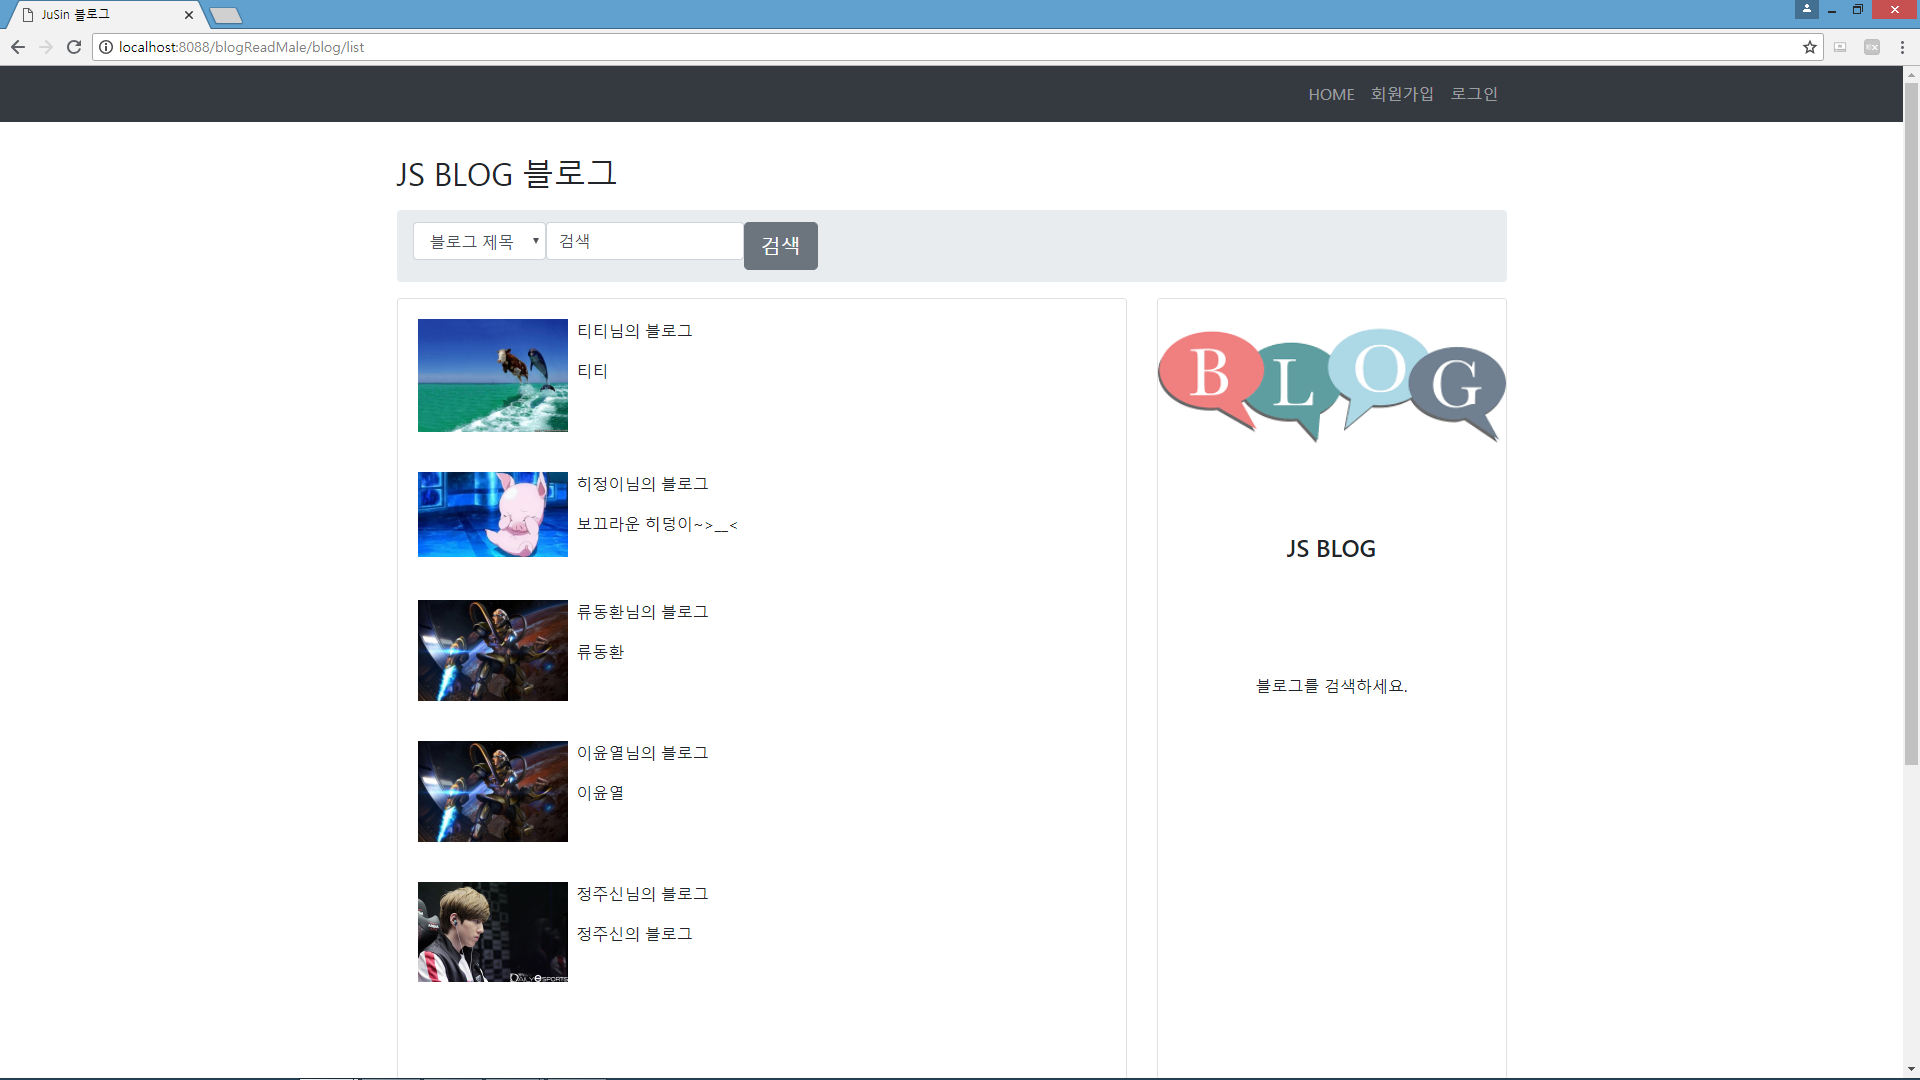 JuSin 블로그
localhost:8088/blogReadMale/blog/list
HOME 회원가입 로그인
JS BLOG 블로그
블로그 제목 검색 검색
티티님의 블로그
티티
BLOG
히정이님의 블로그
보끄라운 히덩이~>__<
JS BLOG
류동환님의 블로그
류동환
블로그를 검색하세요.
이윤열님의 블로그
이윤열
정주신님의 블로그
정주신의 블로그
DAILY eSPORTS